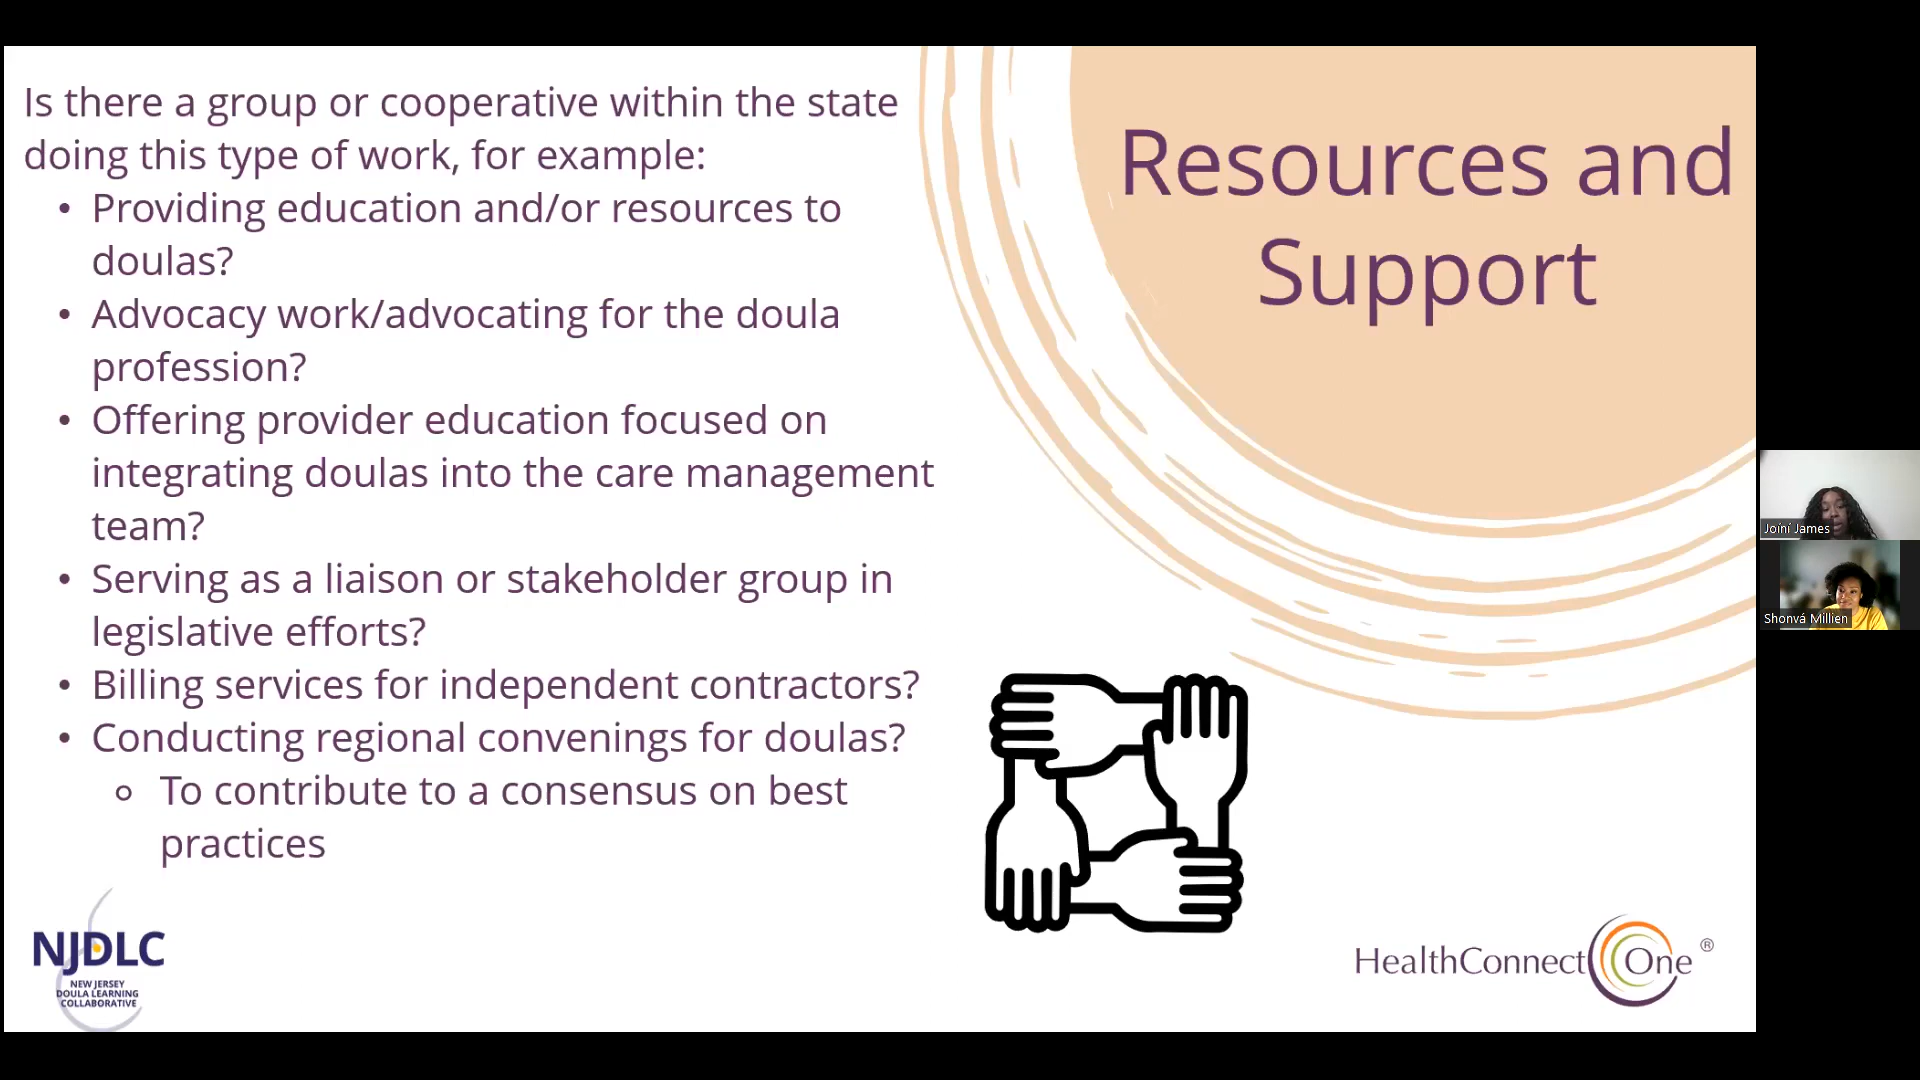 Is there a group or cooperative within the state
doing this type of work, for example:
• Providing education and/or resources to
doulas?
• Advocacy work/advocating for the doula
profession?
• Offering provider education focused on
integrating doulas into the care management
team?
• Serving as a liaison or stakeholder group in
legislative efforts?
• Billing services for independent contractors?
• Conducting regional convenings for doulas?
◦ To contribute to a consensus on best
practices
Resources and
Support
Joini James
Shonvá Millien
NJDLC
NEW JERSEY
DOULA LEARNING
COLLABORATIVE
HealthConnect One ®